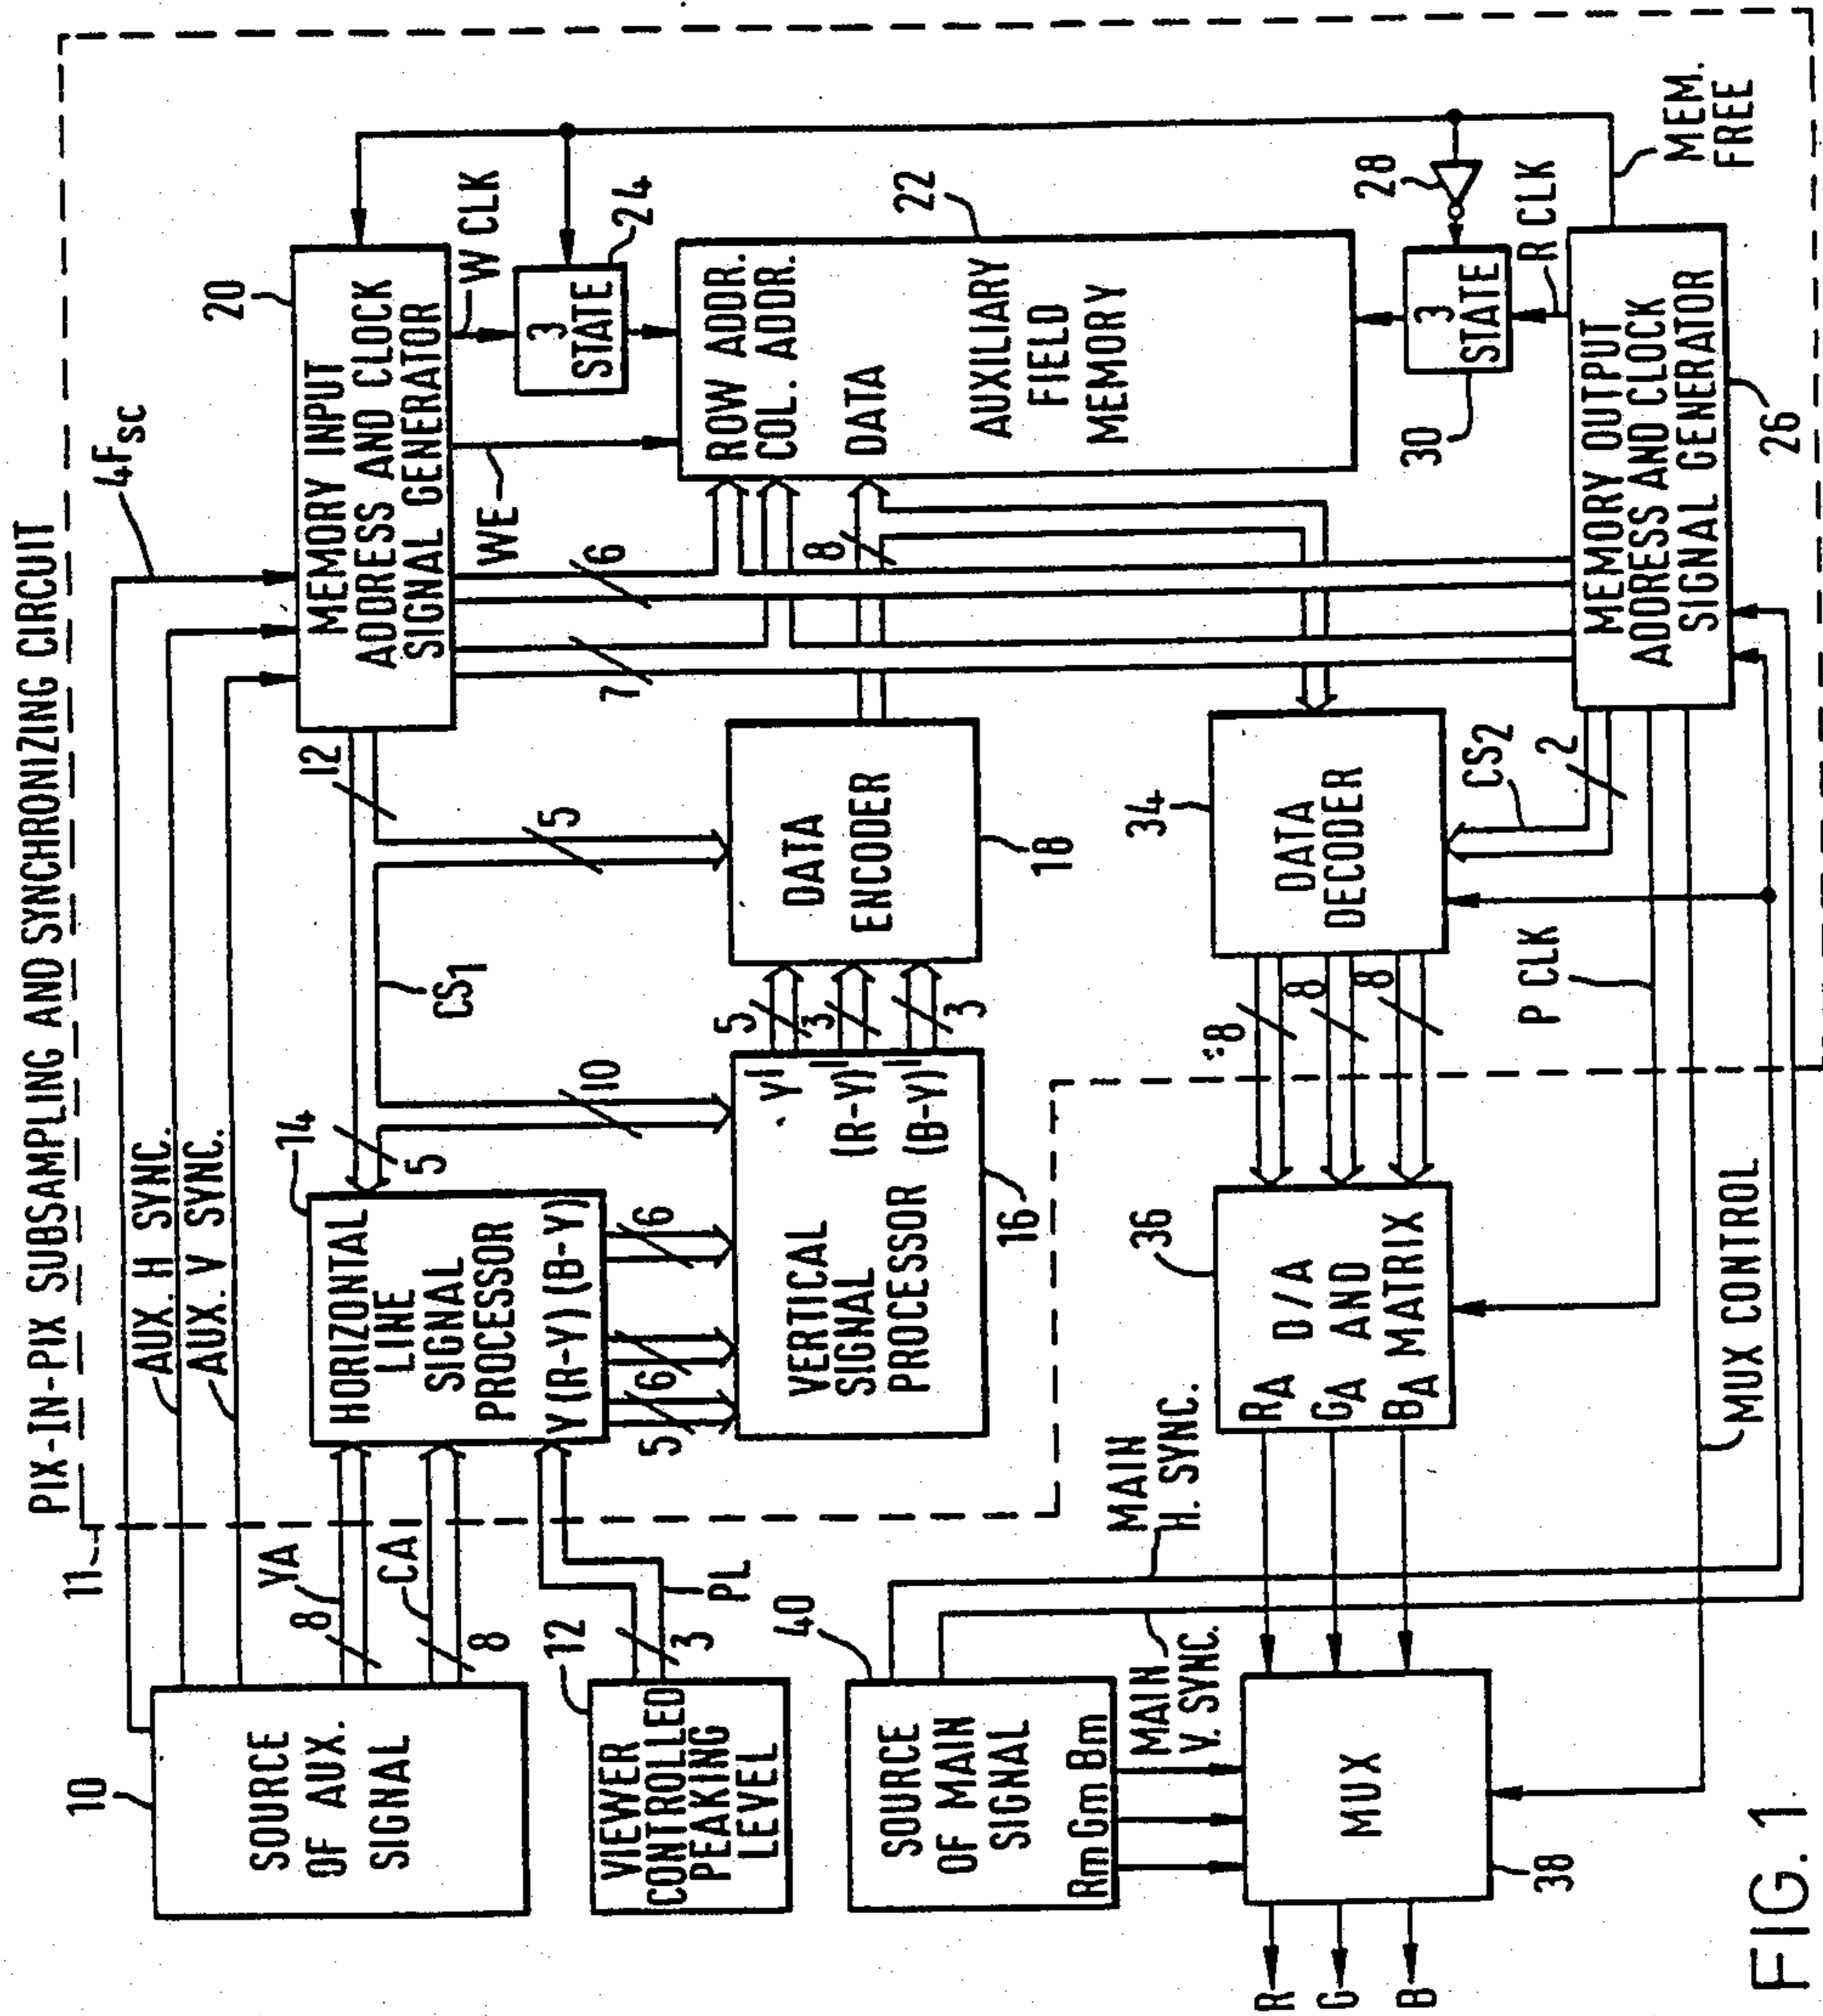 PIX-IN-PIX SUBSAMPLING AND SYNCHRONIZING CIRCUIT
11
4FSC
AUX. H SYNC.
AUX. V SYNC.
10
SOURCE
OF AUX.
SIGNAL
YA
8
CA
8
14
HORIZONTAL
LINE
SIGNAL
PROCESSOR
Y (R-Y) (B-Y)
5
12
CS1
10
5
20
MEMORY INPUT
ADDRESS AND CLOCK
SIGNAL GENERATOR
W CLK
WE
3
STATE
24
12
VIEWER
CONTROLLED
PEAKING
LEVEL
3
PL
5
6
6
VERTICAL
SIGNAL
PROCESSOR
16
Y
(R-Y)
(B-Y)
5
3
3
DATA
ENCODER
18
7
6
8
ROW ADDR.
COL. ADDR.
DATA
AUXILIARY
FIELD
MEMORY
22
40
SOURCE
OF MAIN
SIGNAL
Rm Gm Bm
MAIN
H. SYNC.
MAIN
V. SYNC.
36
D/A
AND
MATRIX
RA
GA
BA
8
8
8
34
DATA
DECODER
CS2
2
3
STATE
30
28
R CLK
MEMORY OUTPUT
ADDRESS AND CLOCK
SIGNAL GENERATOR
26
MEM.
FREE
P CLK
MUX CONTROL
MUX
38
R
G
B
FIG. 1